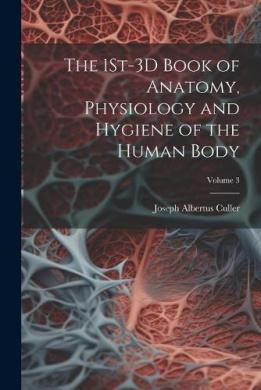 The 1St-3D Book of
Anatomy,
Physiology and
Hygiene of the
Human Body
Volume 3
Joseph Albertus Culler